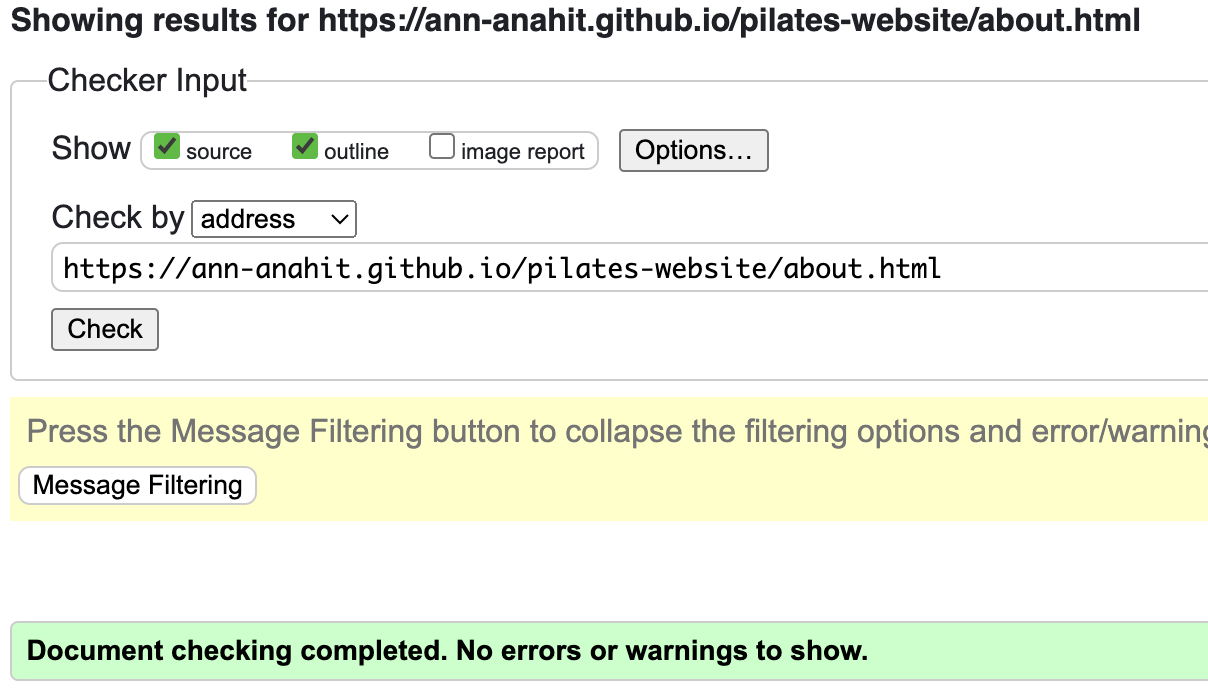 Showing results for https://ann-anahit.github.io/pilates-website/about.html
Checker Input
Show source outline image report Options...
Check by address
https://ann-anahit.github.io/pilates-website/about.html
Check
Press the Message Filtering button to collapse the filtering options and error/warning
Message Filtering
Document checking completed. No errors or warnings to show.